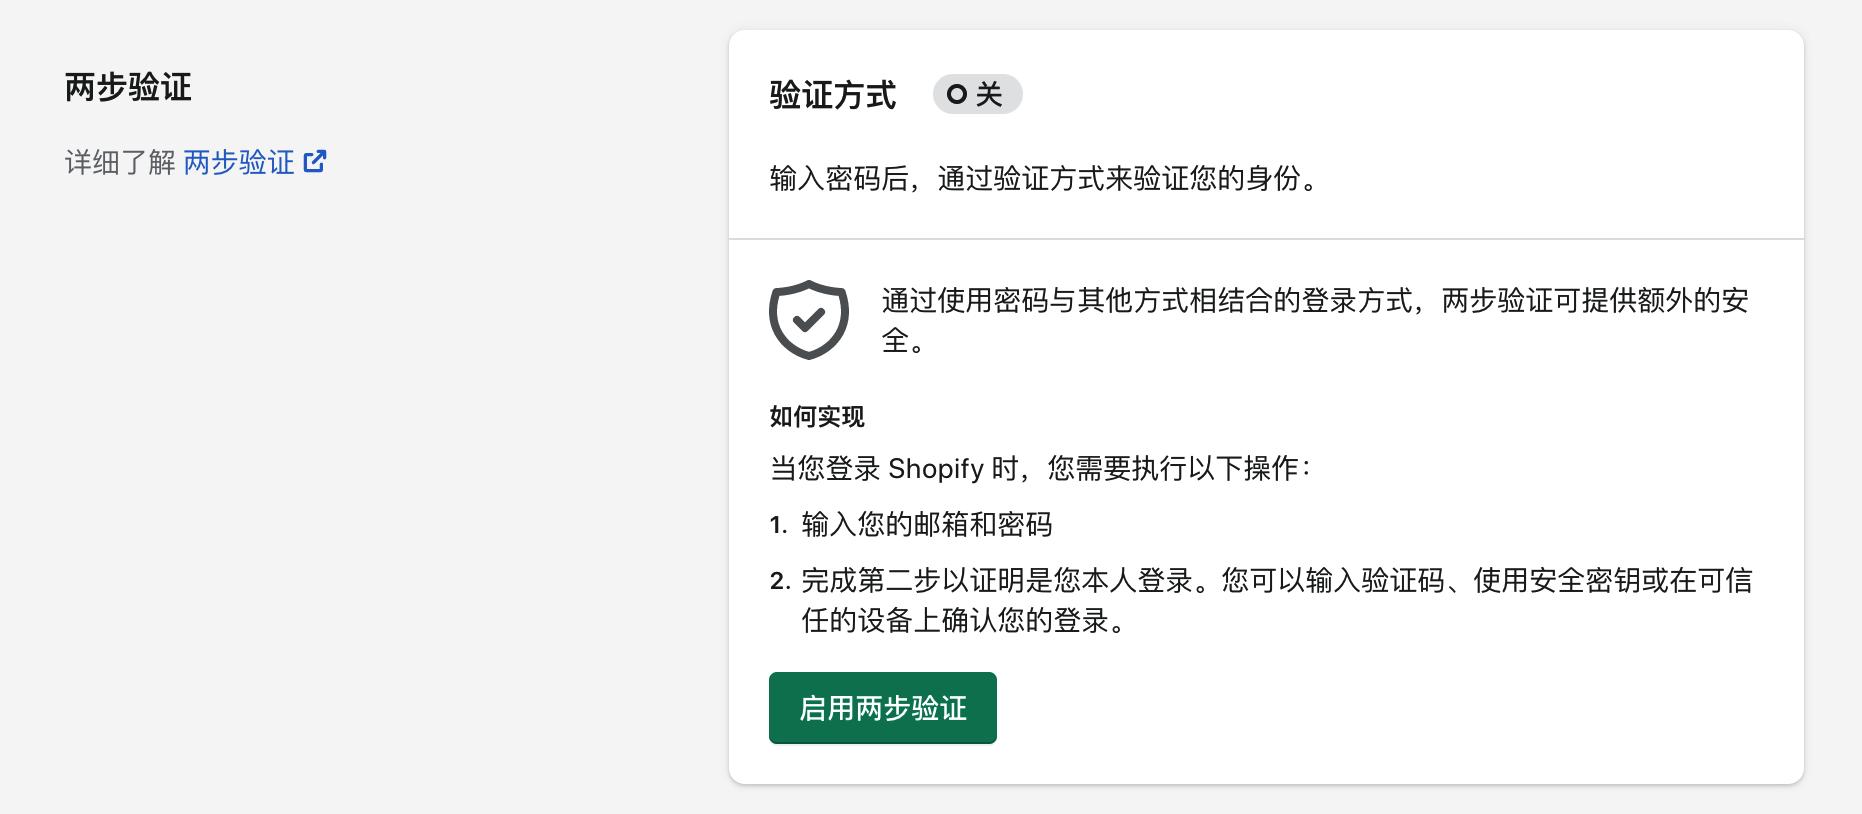 两步验证
详细了解 两步验证
验证方式 关
输入密码后，通过验证方式来验证您的身份。
通过使用密码与其他方式相结合的登录方式，两步验证可提供额外的安
全。
如何实现
当您登录 Shopify 时，您需要执行以下操作：
1. 输入您的邮箱和密码
2. 完成第二步以证明是您本人登录。您可以输入验证码、使用安全密钥或在可信
任的设备上确认您的登录。
启用两步验证